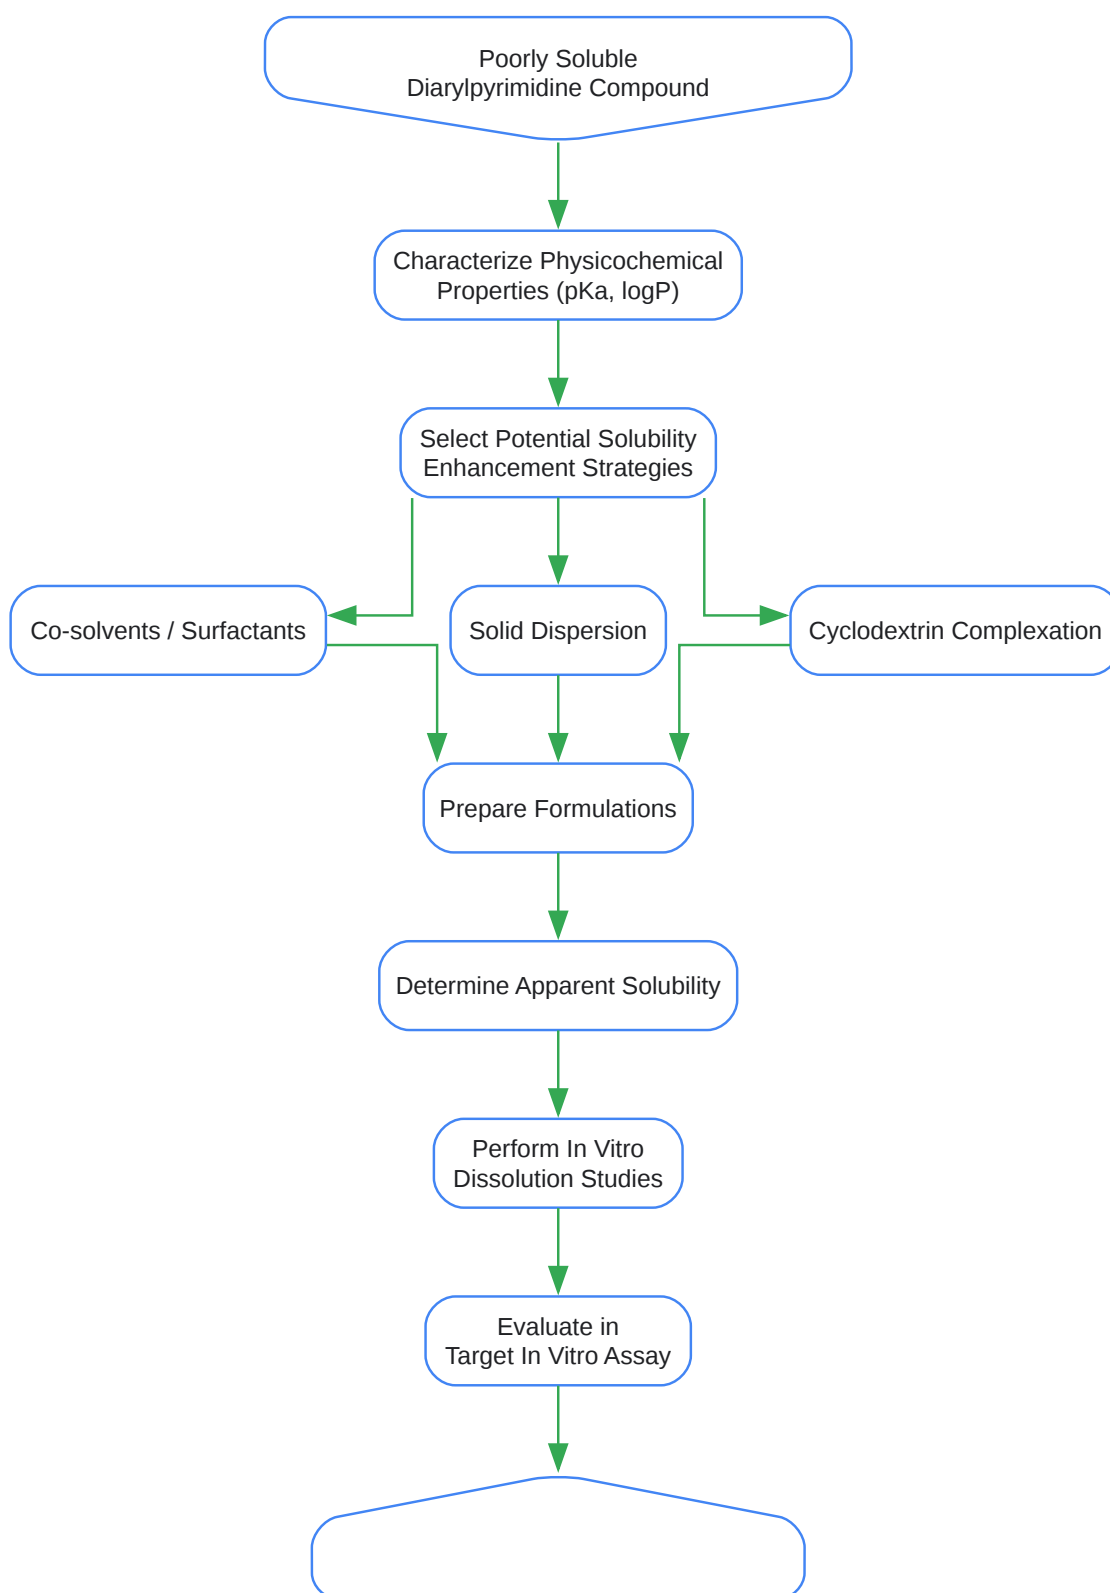 Poorly Soluble
Diarylpyrimidine Compound
Characterize Physicochemical
Properties (pKa, logP)
Select Potential Solubility
Enhancement Strategies
Co-solvents / Surfactants
Solid Dispersion
Cyclodextrin Complexation
Prepare Formulations
Determine Apparent Solubility
Perform In Vitro
Dissolution Studies
Evaluate in
Target In Vitro Assay